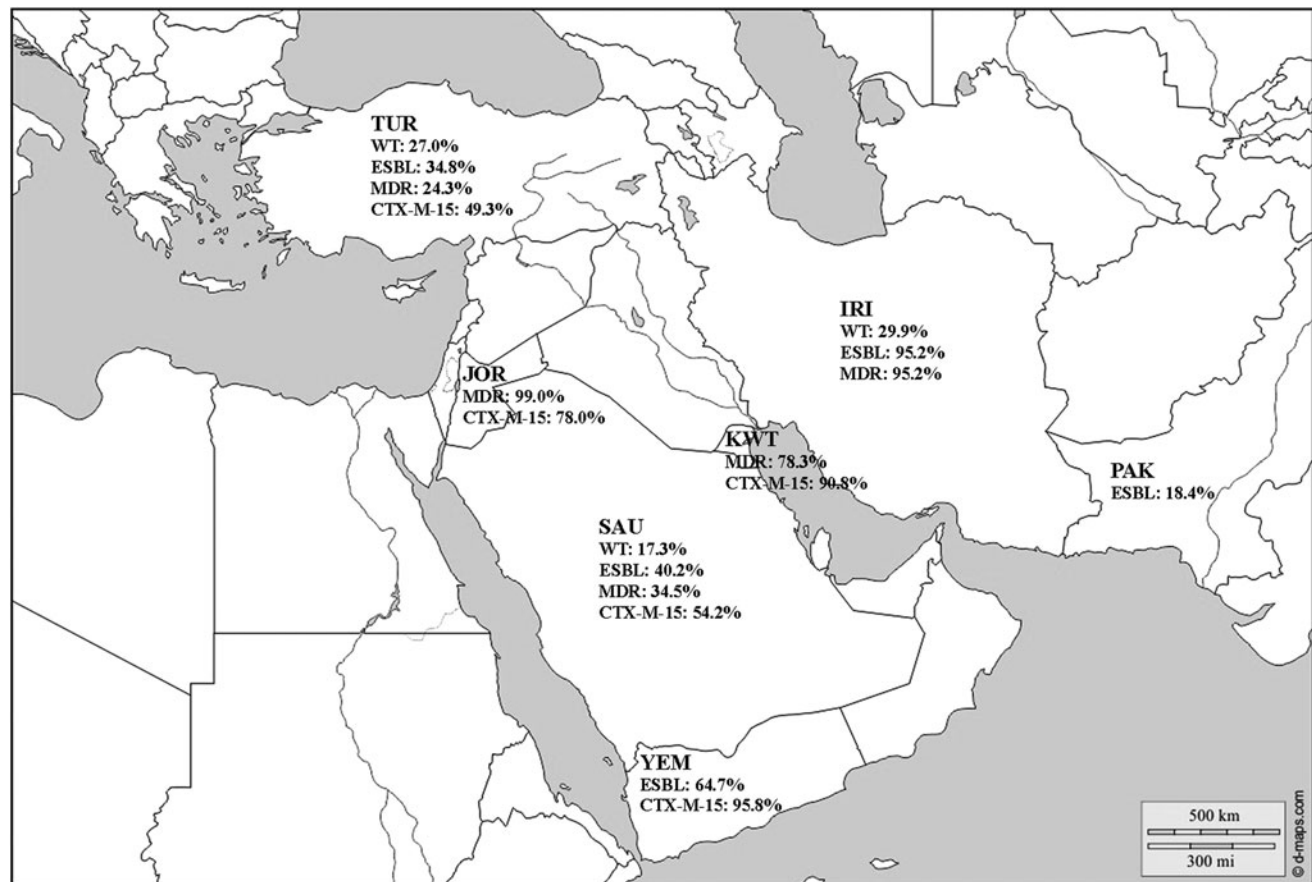 TUR
WT: 27.0%
ESBL: 34.8%
MDR: 24.3%
CTX-M-15: 49.3%
IRI
WT: 29.9%
ESBL: 95.2%
MDR: 95.2%
JOR
MDR: 99.0%
CTX-M-15: 78.0%
KWT
MDR: 78.3%
CTX-M-15: 90.8%
PAK
ESBL: 18.4%
SAU
WT: 17.3%
ESBL: 40.2%
MDR: 34.5%
CTX-M-15: 54.2%
YEM
ESBL: 64.7%
CTX-M-15: 95.8%
500 km
300 mi
© d-maps.com